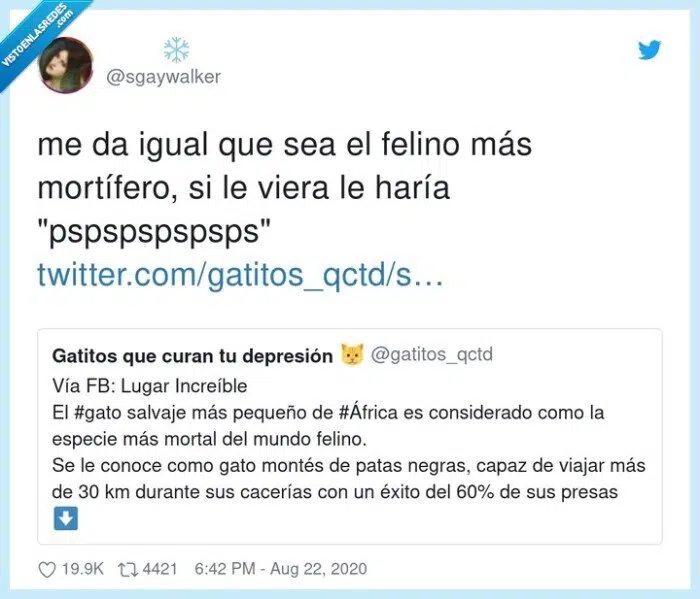 VISTOENLASREDES
.com
@sgaywalker
me da igual que sea el felino más
mortífero, si le viera le haría
"pspspspspsps"
twitter.com/gatitos_qctd/s…
Gatitos que curan tu depresión 🐱 @gatitos_qctd
Vía FB: Lugar Increíble
El #gato salvaje más pequeño de #África es considerado como la
especie más mortal del mundo felino.
Se le conoce como gato montés de patas negras, capaz de viajar más
de 30 km durante sus cacerías con un éxito del 60% de sus presas
⬇️
19.9K 4421 6:42 PM - Aug 22, 2020